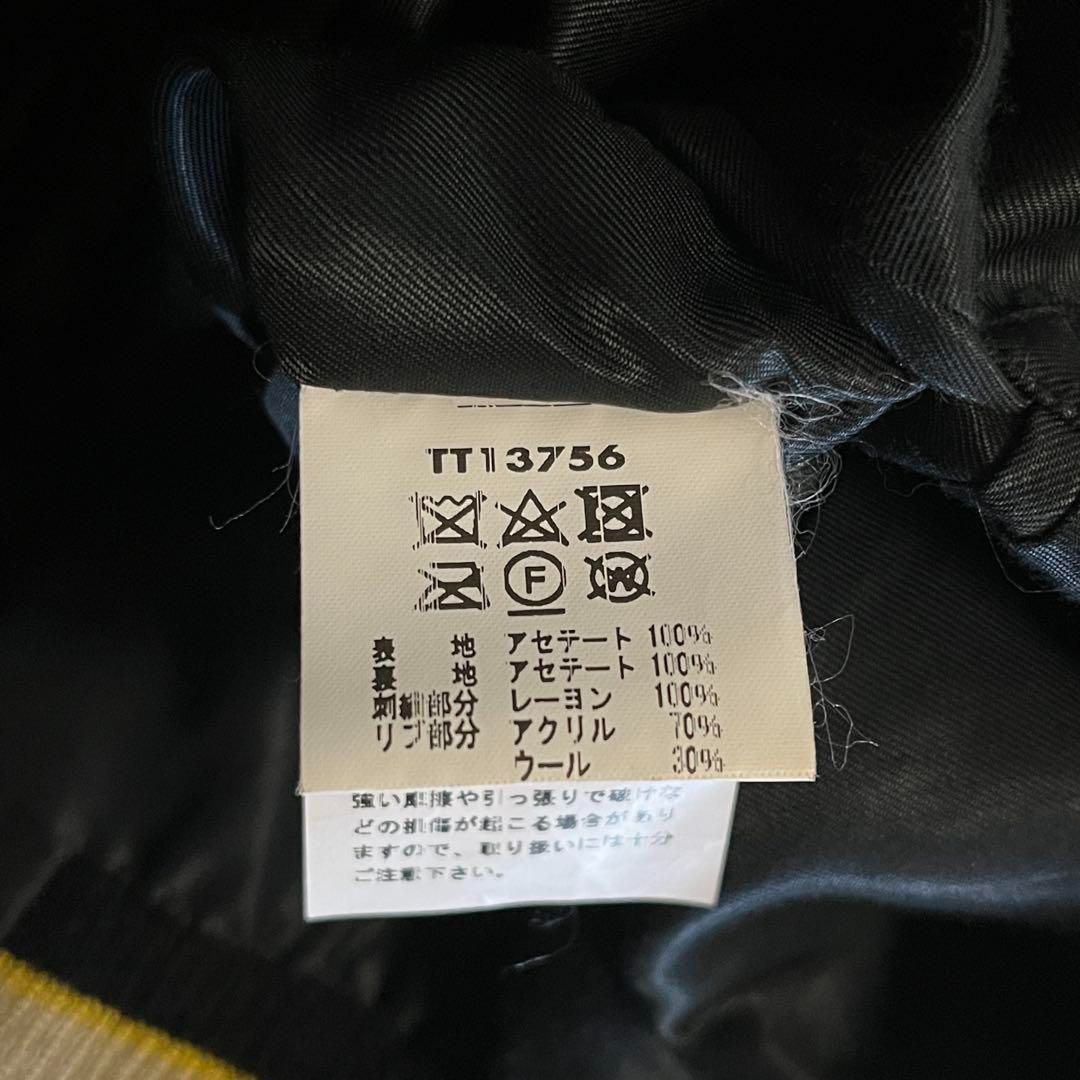 TT13756
F
W
表地 アセテート 100%
裏地 アセテート 100%
刺繍部分 レーヨン 100%
リブ部分 アクリル 70%
ウール 30%
強い摩擦や引っ張りで破けな
どの損傷が起こる場合があり
ますので、取り扱いには十分
ご注意下さい。